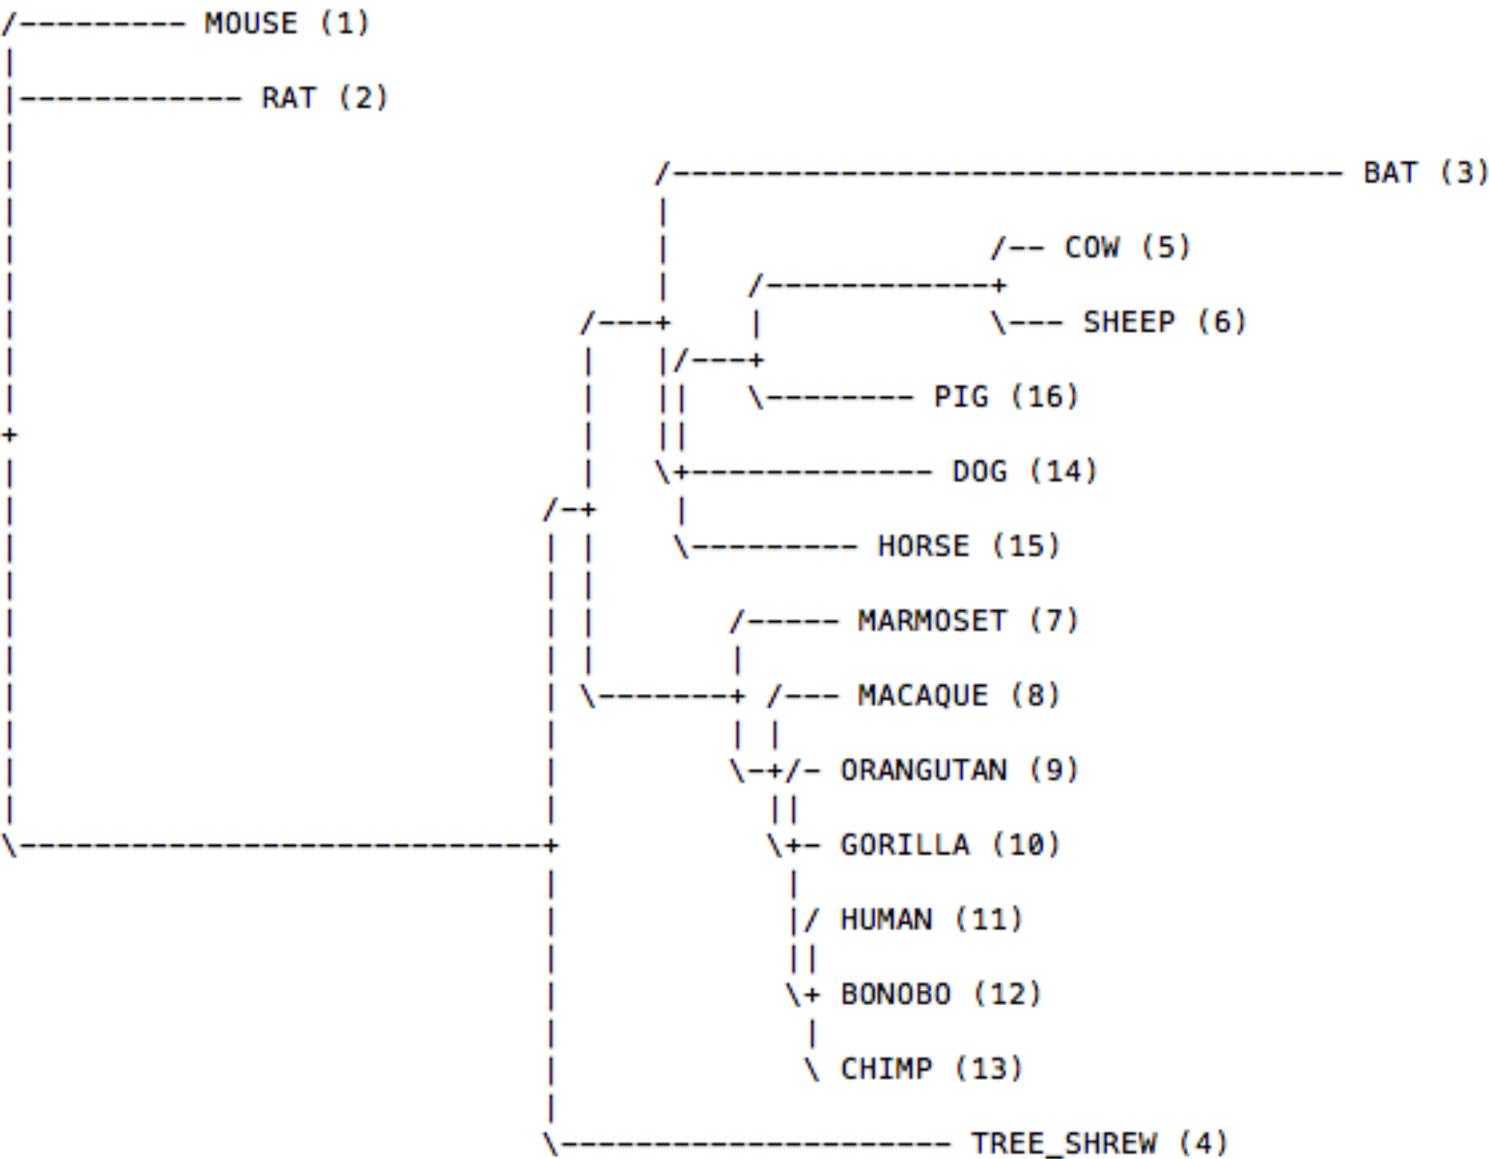 /--------- MOUSE (1)
|
|------------ RAT (2)
|
|                                  /------------------------------------ BAT (3)
|                                  |
|                                  |                 /-- COW (5)
|                                  |    /------------+
|                              /---+    |            \--- SHEEP (6)
|                              |   |/---+
|                              |   ||   \-------- PIG (16)
+                              |   ||
|                              |   \+------------- DOG (14)
|                            /-+    |
|                            | |    \--------- HORSE (15)
|                            | |
|                            | |       /----- MARMOSET (7)
|                            | |       |
|                            | \-------+ /--- MACAQUE (8)
|                            |         | |
|                            |         \-+/- ORANGUTAN (9)
|                            |           ||
\----------------------------+           \+- GORILLA (10)
                             |            |
                             |            |/ HUMAN (11)
                             |            ||
                             |            \+ BONOBO (12)
                             |             |
                             |             \ CHIMP (13)
                             |
                             \--------------------- TREE_SHREW (4)